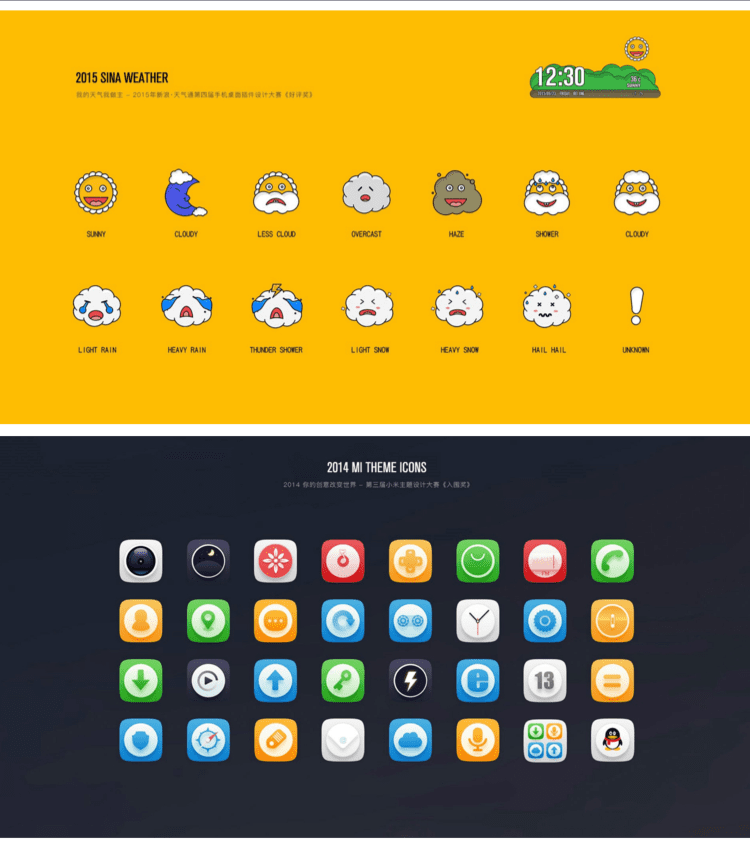 2015 SINA WEATHER
我的天气我做主 - 2015年新浪·天气通第四届手机桌面插件设计大赛《好评奖》
12:30
36°c
SUNNY
SUNNY
CLOUDY
LESS CLOUD
OVERCAST
HAZE
SHOWER
CLOUDY
LIGHT RAIN
HEAVY RAIN
THUNDER SHOWER
LIGHT SNOW
HEAVY SNOW
HAIL HAIL
UNKNOWN
2014 MI THEME ICONS
2014 你的创意改变世界 - 第三届小米主题设计大赛《入围奖》
FM
13